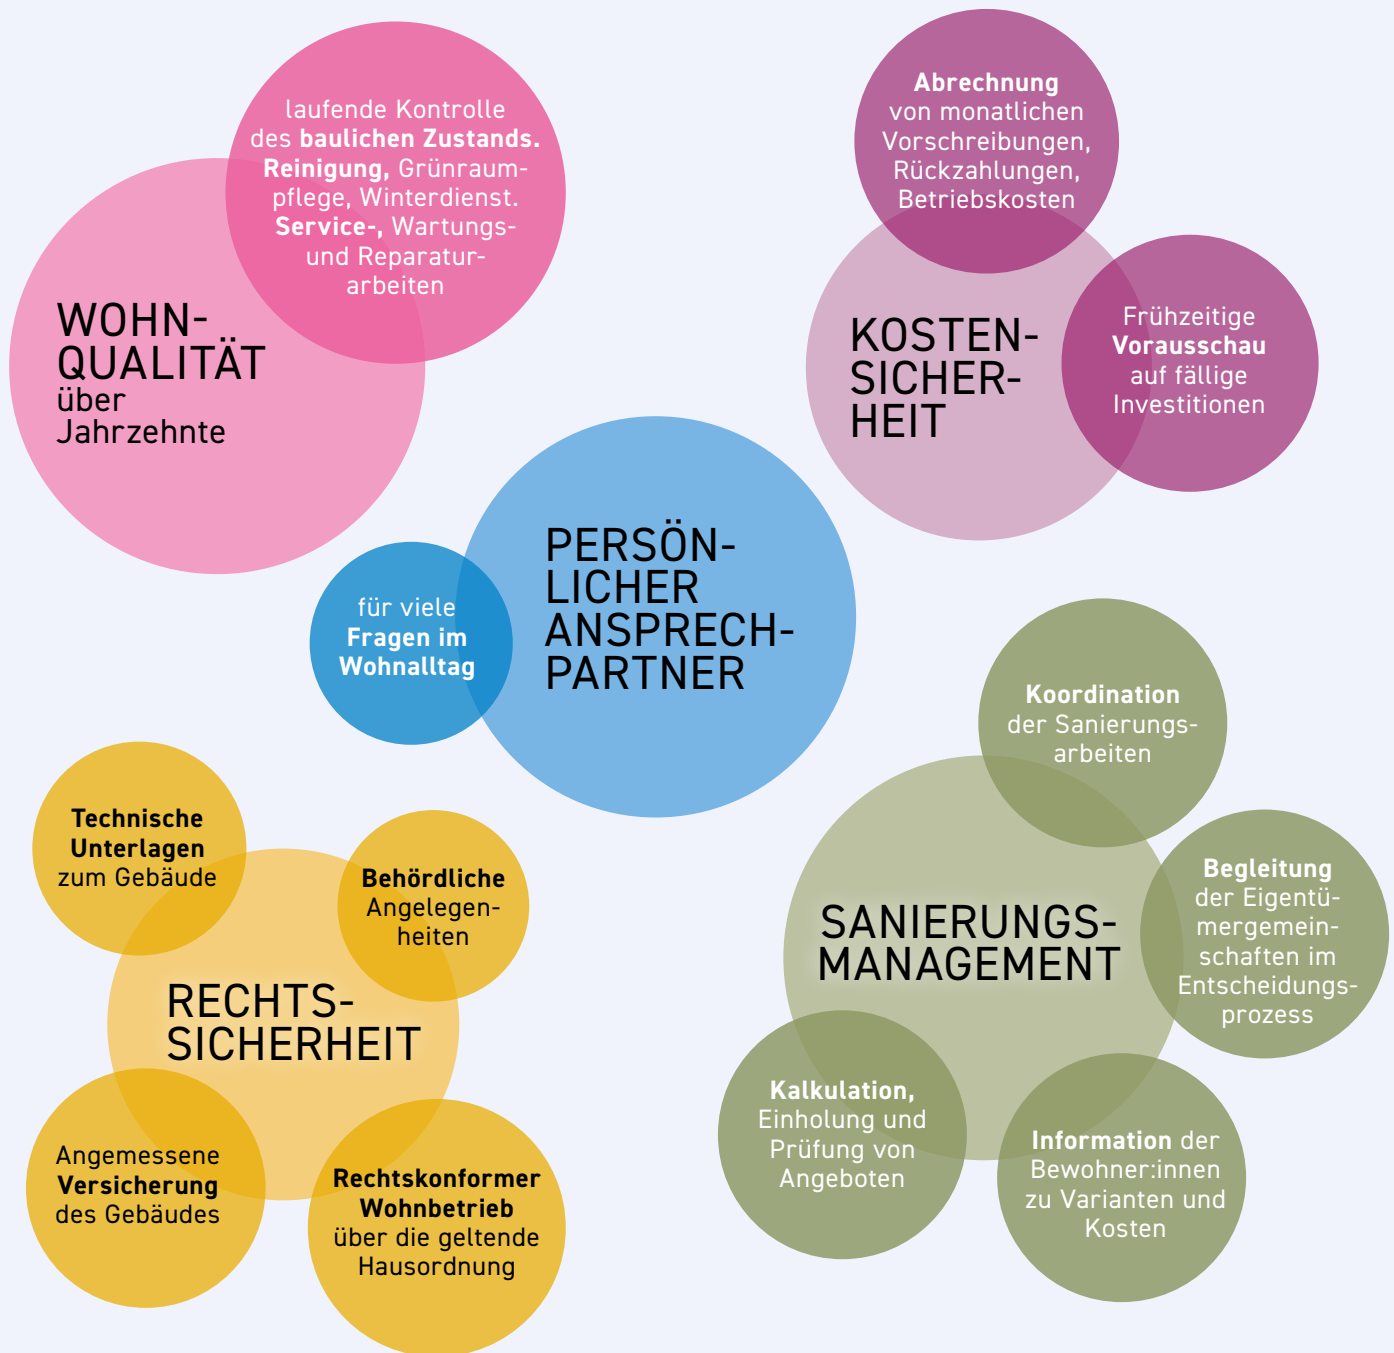 WOHN-
QUALITÄT
über
Jahrzehnte
laufende Kontrolle
des baulichen Zustands.
Reinigung, Grünraum-
pflege, Winterdienst.
Service-, Wartungs-
und Reparatur-
arbeiten
KOSTEN-
SICHER-
HEIT
Abrechnung
von monatlichen
Vorschreibungen,
Rückzahlungen,
Betriebskosten
Frühzeitige
Vorausschau
auf fällige
Investitionen
PERSÖN-
LICHER
ANSPRECH-
PARTNER
für viele
Fragen im
Wohnalltag
RECHTS-
SICHERHEIT
Technische
Unterlagen
zum Gebäude
Behördliche
Angelegen-
heiten
Angemessene
Versicherung
des Gebäudes
Rechtskonformer
Wohnbetrieb
über die geltende
Hausordnung
SANIERUNGS-
MANAGEMENT
Koordination
der Sanierungs-
arbeiten
Begleitung
der Eigentü-
mergemein-
schaften im
Entscheidungs-
prozess
Kalkulation,
Einholung und
Prüfung von
Angeboten
Information der
Bewohner:innen
zu Varianten und
Kosten